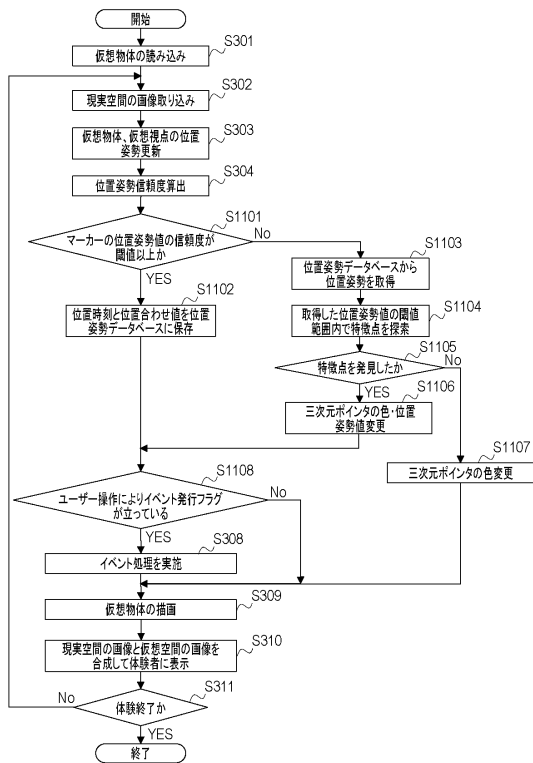 開始
仮想物体の読み込み
S301
現実空間の画像取り込み
S302
仮想物体、仮想視点の位置
姿勢更新
S303
位置姿勢信頼度算出
S304
マーカーの位置姿勢値の信頼度が
閾値以上か
S1101
No
YES
位置時刻と位置合わせ値を位置
姿勢データベースに保存
S1102
位置姿勢データベースから
位置姿勢を取得
S1103
取得した位置姿勢値の閾値
範囲内で特徴点を探索
S1104
特徴点を発見したか
S1105
No
YES
三次元ポインタの色・位置
姿勢値変更
S1106
三次元ポインタの色変更
S1107
ユーザー操作によりイベント発行フラグ
が立っている
S1108
No
YES
イベント処理を実施
S308
仮想物体の描画
S309
現実空間の画像と仮想空間の画像を
合成して体験者に表示
S310
体験終了か
S311
No
YES
終了